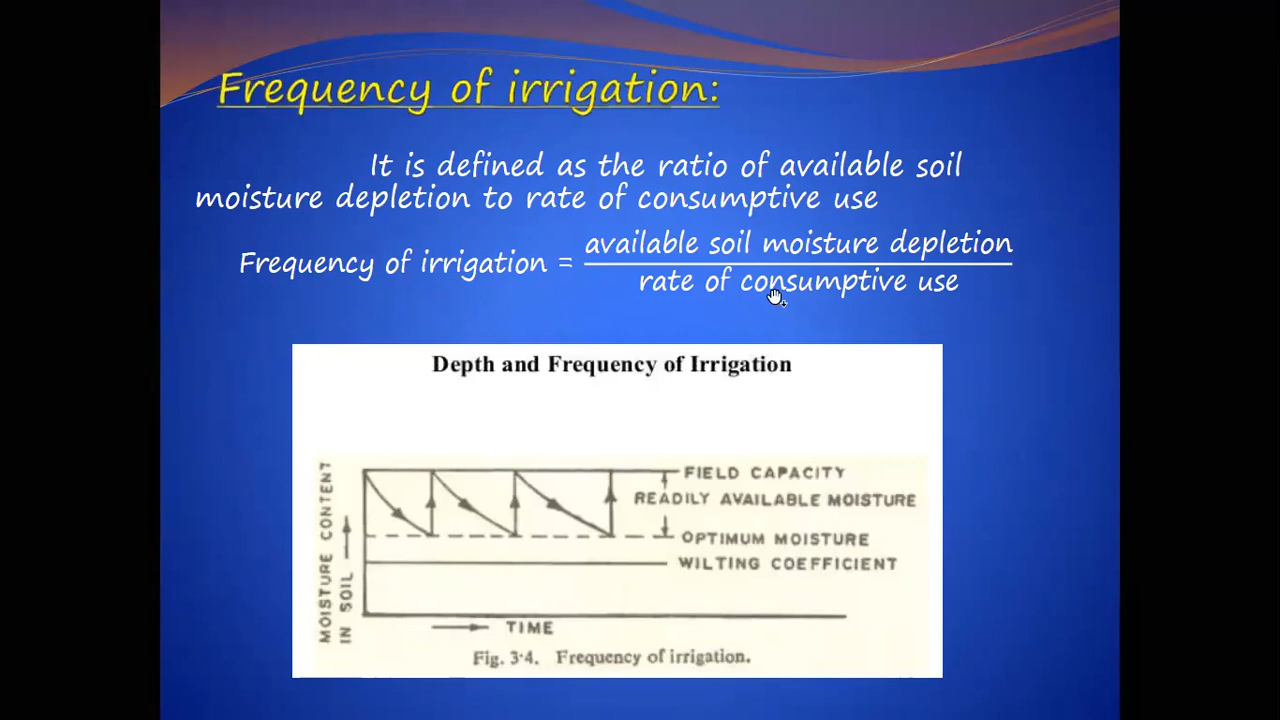 Frequency of irrigation:
It is defined as the ratio of available soil
moisture depletion to rate of consumptive use
Frequency of irrigation = available soil moisture depletion
rate of consumptive use
Depth and Frequency of Irrigation
MOISTURE CONTENT
IN SOIL
FIELD CAPACITY
READILY AVAILABLE MOISTURE
OPTIMUM MOISTURE
WILTING COEFFICIENT
TIME
Fig. 3·4. Frequency of irrigation.